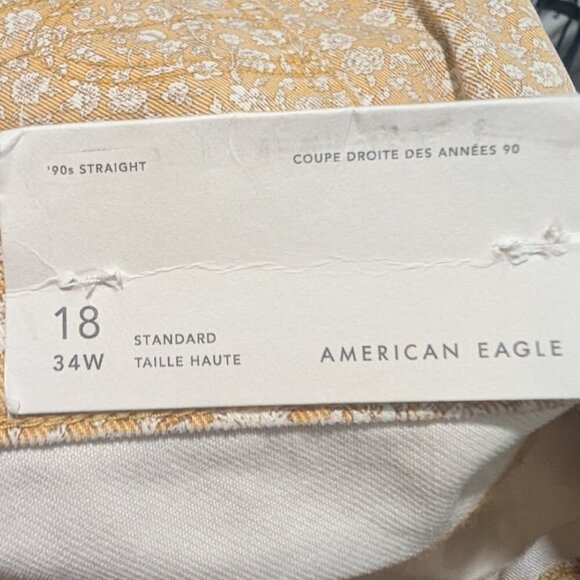 '90s STRAIGHT
COUPE DROITE DES ANNÉES 90
18
34W
STANDARD
TAILLE HAUTE
AMERICAN EAGLE